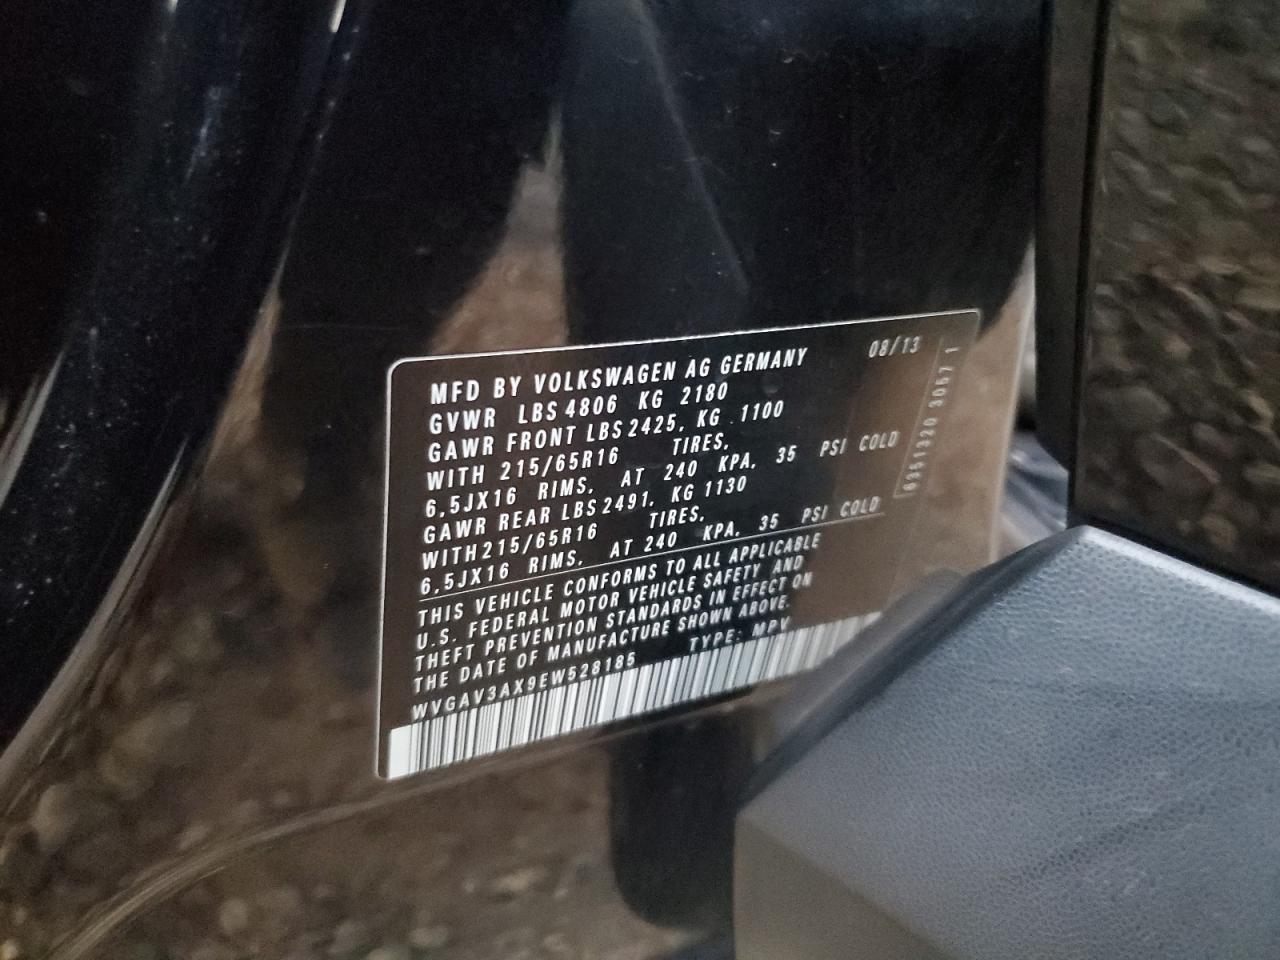 MFD BY VOLKSWAGEN AG GERMANY 08/13
GVWR LBS 4806 KG 2180
GAWR FRONT LBS 2425, KG 1100
WITH 215/65R16 TIRES,
6,5JX16 RIMS, AT 240 KPA, 35 PSI COLD
GAWR REAR LBS 2491, KG 1130
WITH 215/65R16 TIRES,
6,5JX16 RIMS, AT 240 KPA, 35 PSI COLD
THIS VEHICLE CONFORMS TO ALL APPLICABLE
U.S. FEDERAL MOTOR VEHICLE SAFETY AND
THEFT PREVENTION STANDARDS IN EFFECT ON
THE DATE OF MANUFACTURE SHOWN ABOVE.
WVGAV3AX9EW528185 TYPE: MPV